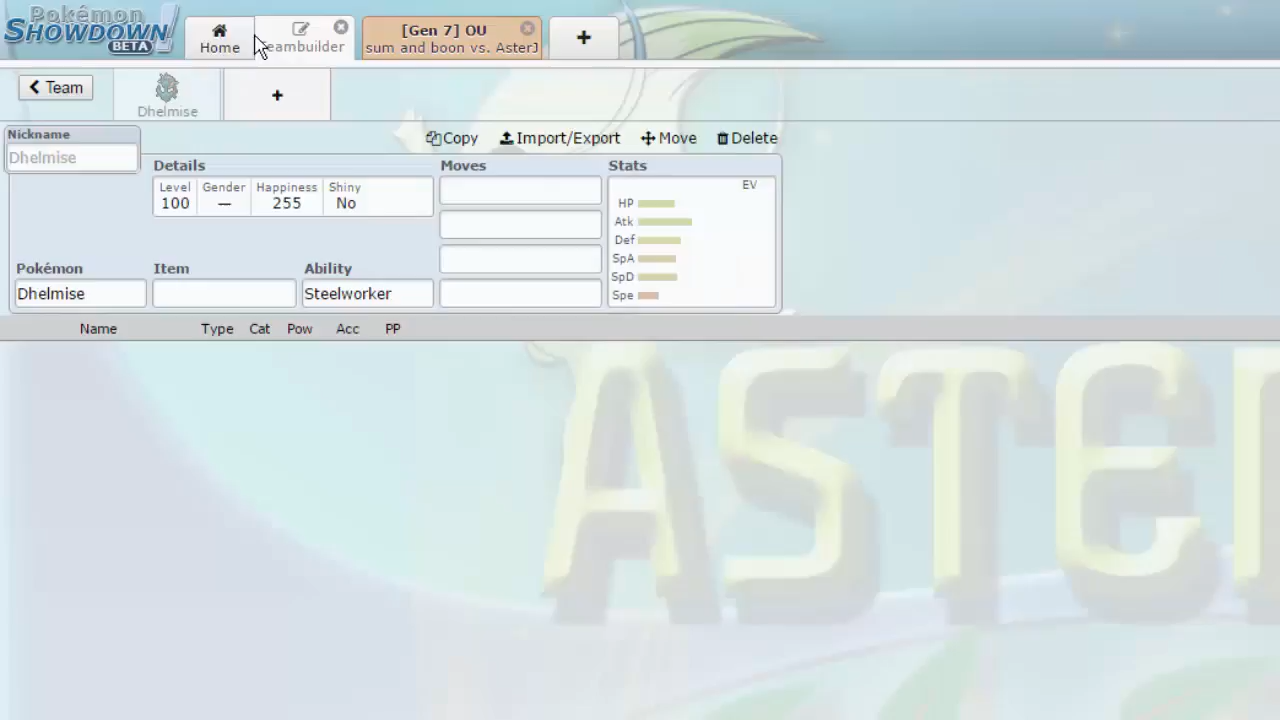 Pokémon
SHOWDOWN!
BETA
Home
eambuilder
[Gen 7] OU
sum and boon vs. AsterJ
+
Team
Dhelmise
+
Nickname
Dhelmise
Copy Import/Export Move Delete
Details
Level Gender Happiness Shiny
100 — 255 No
Pokémon Item Ability
Dhelmise Steelworker
Moves
Stats
EV
HP
Atk
Def
SpA
SpD
Spe
Name Type Cat Pow Acc PP
ASTE